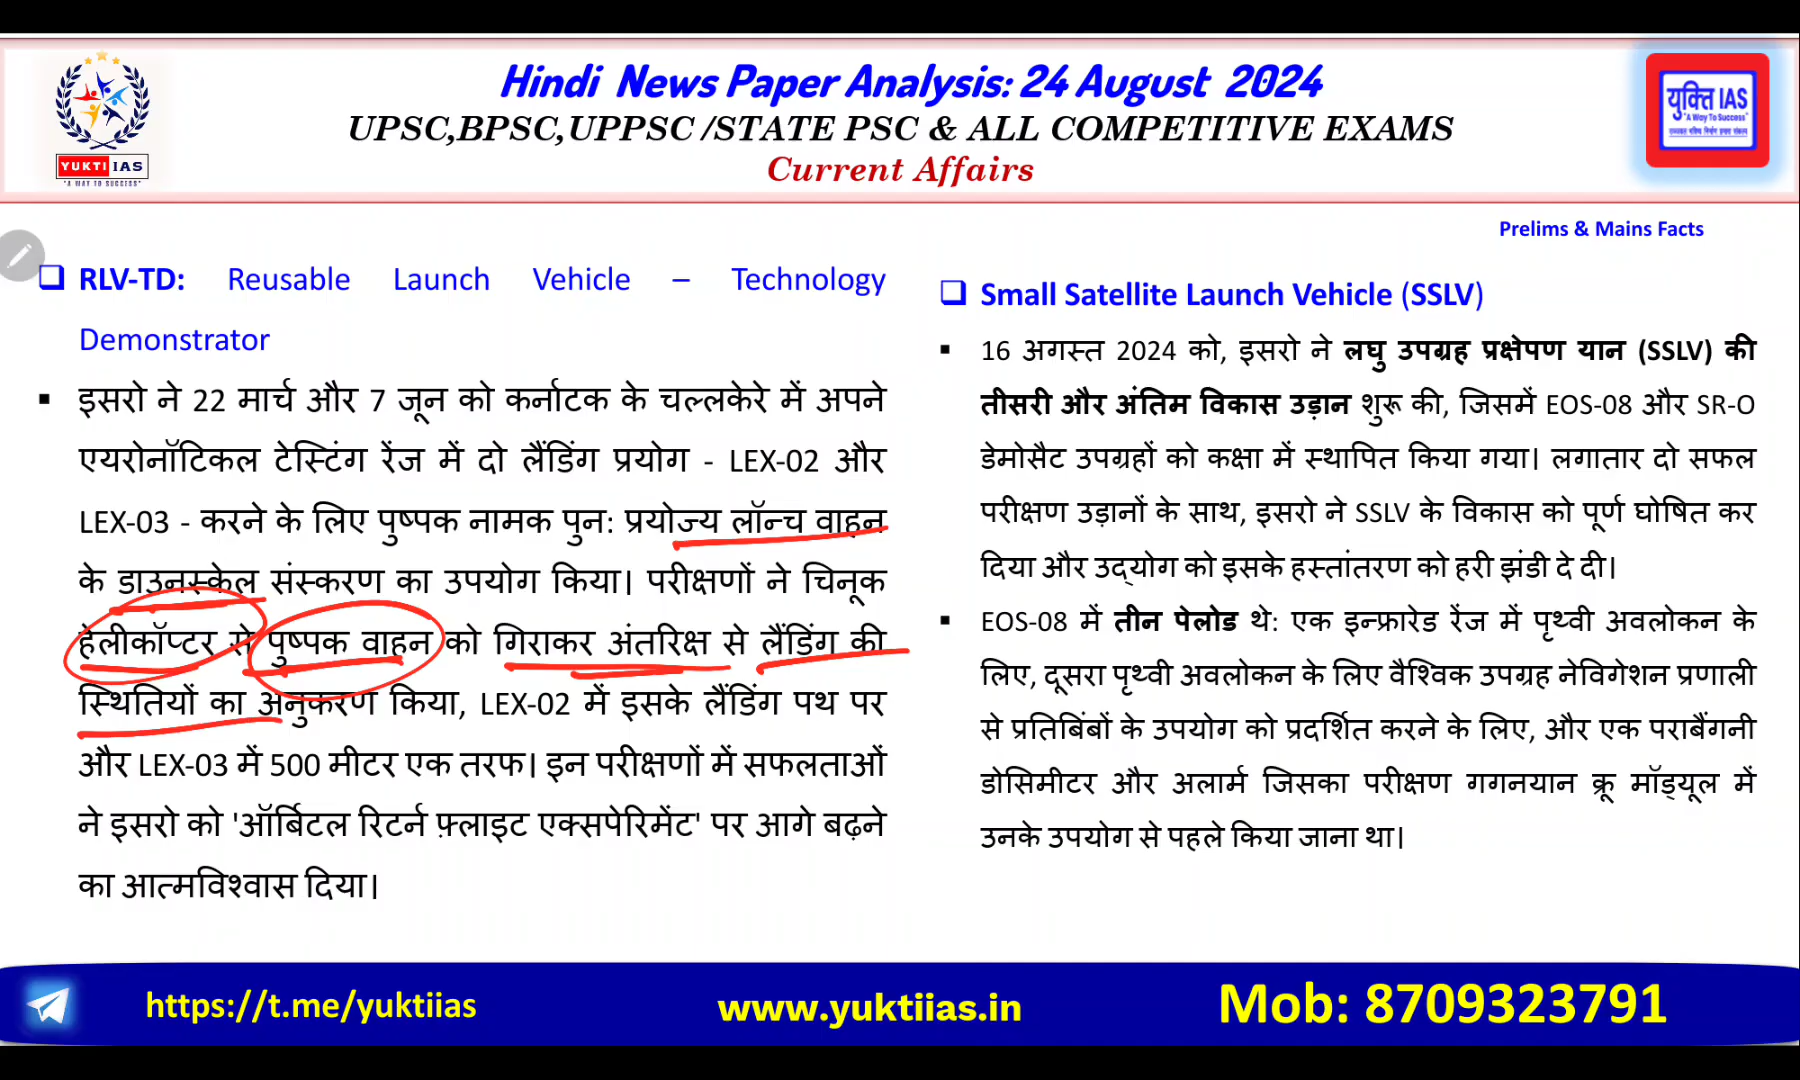 Hindi News Paper Analysis: 24 August 2024
UPSC,BPSC,UPPSC /STATE PSC & ALL COMPETITIVE EXAMS
Current Affairs
YUKTI IAS
"A WAY TO SUCCESS"
युक्ति IAS
"A Way To Success"
Prelims & Mains Facts
RLV-TD: Reusable Launch Vehicle – Technology
Demonstrator
इसरो ने 22 मार्च और 7 जून को कर्नाटक के चल्लकेरे में अपने
एयरोनॉटिकल टेस्टिंग रेंज में दो लैंडिंग प्रयोग - LEX-02 और
LEX-03 - करने के लिए पुष्पक नामक पुन: प्रयोज्य लॉन्च वाहन
के डाउनस्केल संस्करण का उपयोग किया। परीक्षणों ने चिनूक
हेलीकॉप्टर से पुष्पक वाहन को गिराकर अंतरिक्ष से लैंडिंग की
स्थितियों का अनुकरण किया, LEX-02 में इसके लैंडिंग पथ पर
और LEX-03 में 500 मीटर एक तरफ। इन परीक्षणों में सफलताओं
ने इसरो को 'ऑर्बिटल रिटर्न फ़्लाइट एक्सपेरिमेंट' पर आगे बढ़ने
का आत्मविश्वास दिया।
Small Satellite Launch Vehicle (SSLV)
16 अगस्त 2024 को, इसरो ने लघु उपग्रह प्रक्षेपण यान (SSLV) की
तीसरी और अंतिम विकास उड़ान शुरू की, जिसमें EOS-08 और SR-O
डेमोसैट उपग्रहों को कक्षा में स्थापित किया गया। लगातार दो सफल
परीक्षण उड़ानों के साथ, इसरो ने SSLV के विकास को पूर्ण घोषित कर
दिया और उद्योग को इसके हस्तांतरण को हरी झंडी दे दी।
EOS-08 में तीन पेलोड थे: एक इन्फ्रारेड रेंज में पृथ्वी अवलोकन के
लिए, दूसरा पृथ्वी अवलोकन के लिए वैश्विक उपग्रह नेविगेशन प्रणाली
से प्रतिबिंबों के उपयोग को प्रदर्शित करने के लिए, और एक पराबैंगनी
डोसिमीटर और अलार्म जिसका परीक्षण गगनयान क्रू मॉड्यूल में
उनके उपयोग से पहले किया जाना था।
https://t.me/yuktiias
www.yuktiias.in
Mob: 8709323791